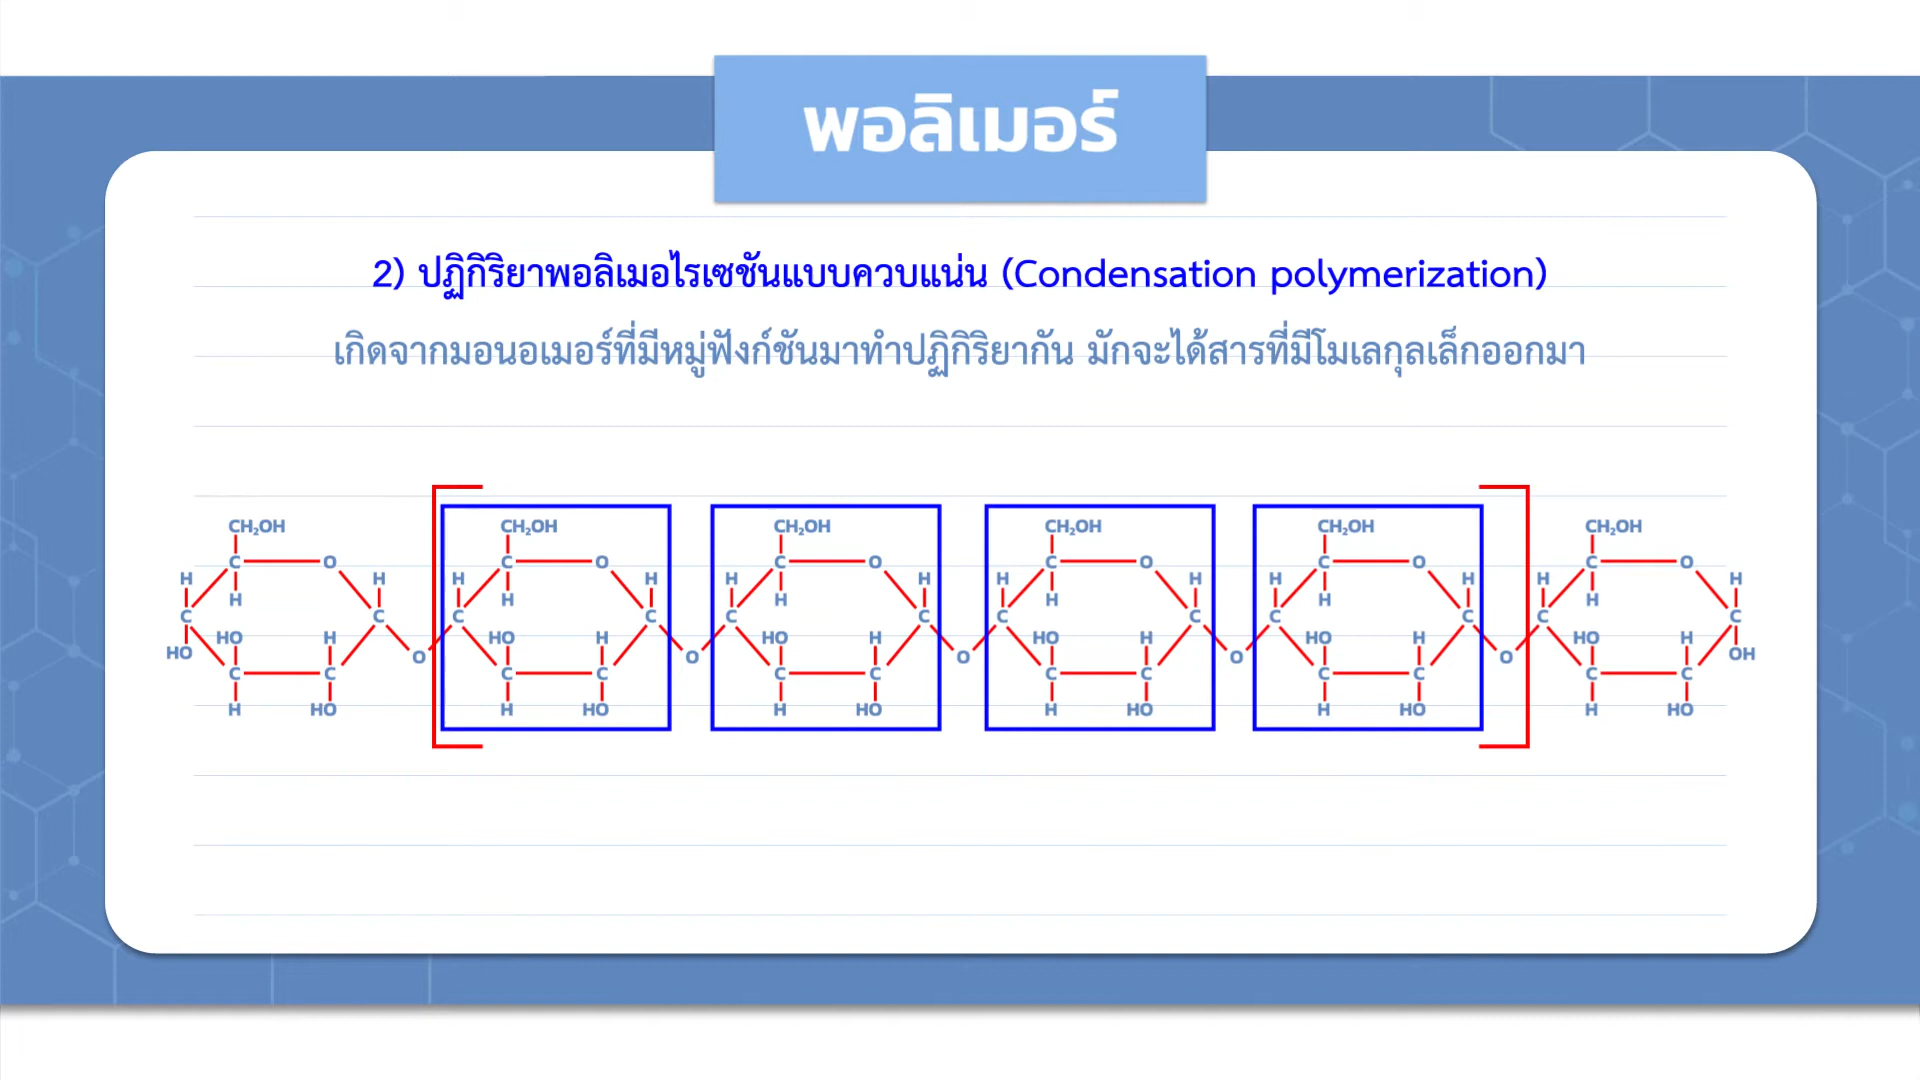 พอลิเมอร์
2) ปฏิกิริยาพอลิเมอไรเซชันแบบควบแน่น (Condensation polymerization)
เกิดจากมอนอเมอร์ที่มีหมู่ฟังก์ชันมาทำปฏิกิริยากัน มักจะได้สารที่มีโมเลกุลเล็กออกมา
CH₂OH CH₂OH CH₂OH CH₂OH CH₂OH CH₂OH
C O C O C O C O C O C O
H H H H H H H H H H H H
H H H H H H
C C C C C C C C C C C C
HO H HO H HO H HO H HO H HO H
HO O O O O O OH
C C C C C C C C C C C C
H HO H HO H HO H HO H HO H HO